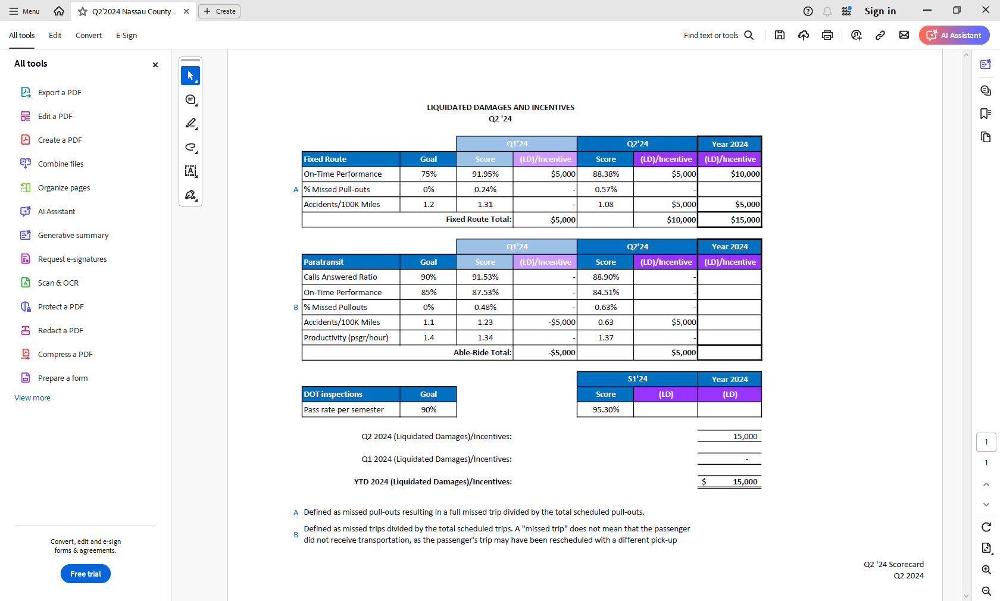 Menu
Q2'2024 Nassau County ...
Create
Sign in
All tools
Edit
Convert
E-Sign
Find text or tools
AI Assistant
All tools
Export a PDF
Edit a PDF
Create a PDF
Combine files
Organize pages
AI Assistant
Generative summary
Request e-signatures
Scan & OCR
Protect a PDF
Redact a PDF
Compress a PDF
Prepare a form
View more
Convert, edit and e-sign
forms & agreements.
Free trial
LIQUIDATED DAMAGES AND INCENTIVES
Q2 '24
Q1'24 Q2'24 Year 2024
Fixed Route Goal Score (LD)/Incentive Score (LD)/Incentive (LD)/Incentive
On-Time Performance 75% 91.95% $5,000 88.38% $5,000 $10,000
A % Missed Pull-outs 0% 0.24% - 0.57% -
Accidents/100K Miles 1.2 1.31 - 1.08 $5,000 $5,000
Fixed Route Total: $5,000 $10,000 $15,000
Q1'24 Q2'24 Year 2024
Paratransit Goal Score (LD)/Incentive Score (LD)/Incentive (LD)/Incentive
Calls Answered Ratio 90% 91.53% - 88.90% -
On-Time Performance 85% 87.53% - 84.51% -
B % Missed Pullouts 0% 0.48% - 0.63% -
Accidents/100K Miles 1.1 1.23 -$5,000 0.63 $5,000
Productivity (psgr/hour) 1.4 1.34 - 1.37 -
Able-Ride Total: -$5,000 $5,000
S1'24 Year 2024
DOT inspections Goal Score (LD) (LD)
Pass rate per semester 90% 95.30%
Q2 2024 (Liquidated Damages)/Incentives: 15,000
Q1 2024 (Liquidated Damages)/Incentives: -
YTD 2024 (Liquidated Damages)/Incentives: $ 15,000
A Defined as missed pull-outs resulting in a full missed trip divided by the total scheduled pull-outs.
B Defined as missed trips divided by the total scheduled trips. A "missed trip" does not mean that the passenger
did not receive transportation, as the passenger's trip may have been rescheduled with a different pick-up
Q2 '24 Scorecard
Q2 2024
1
1